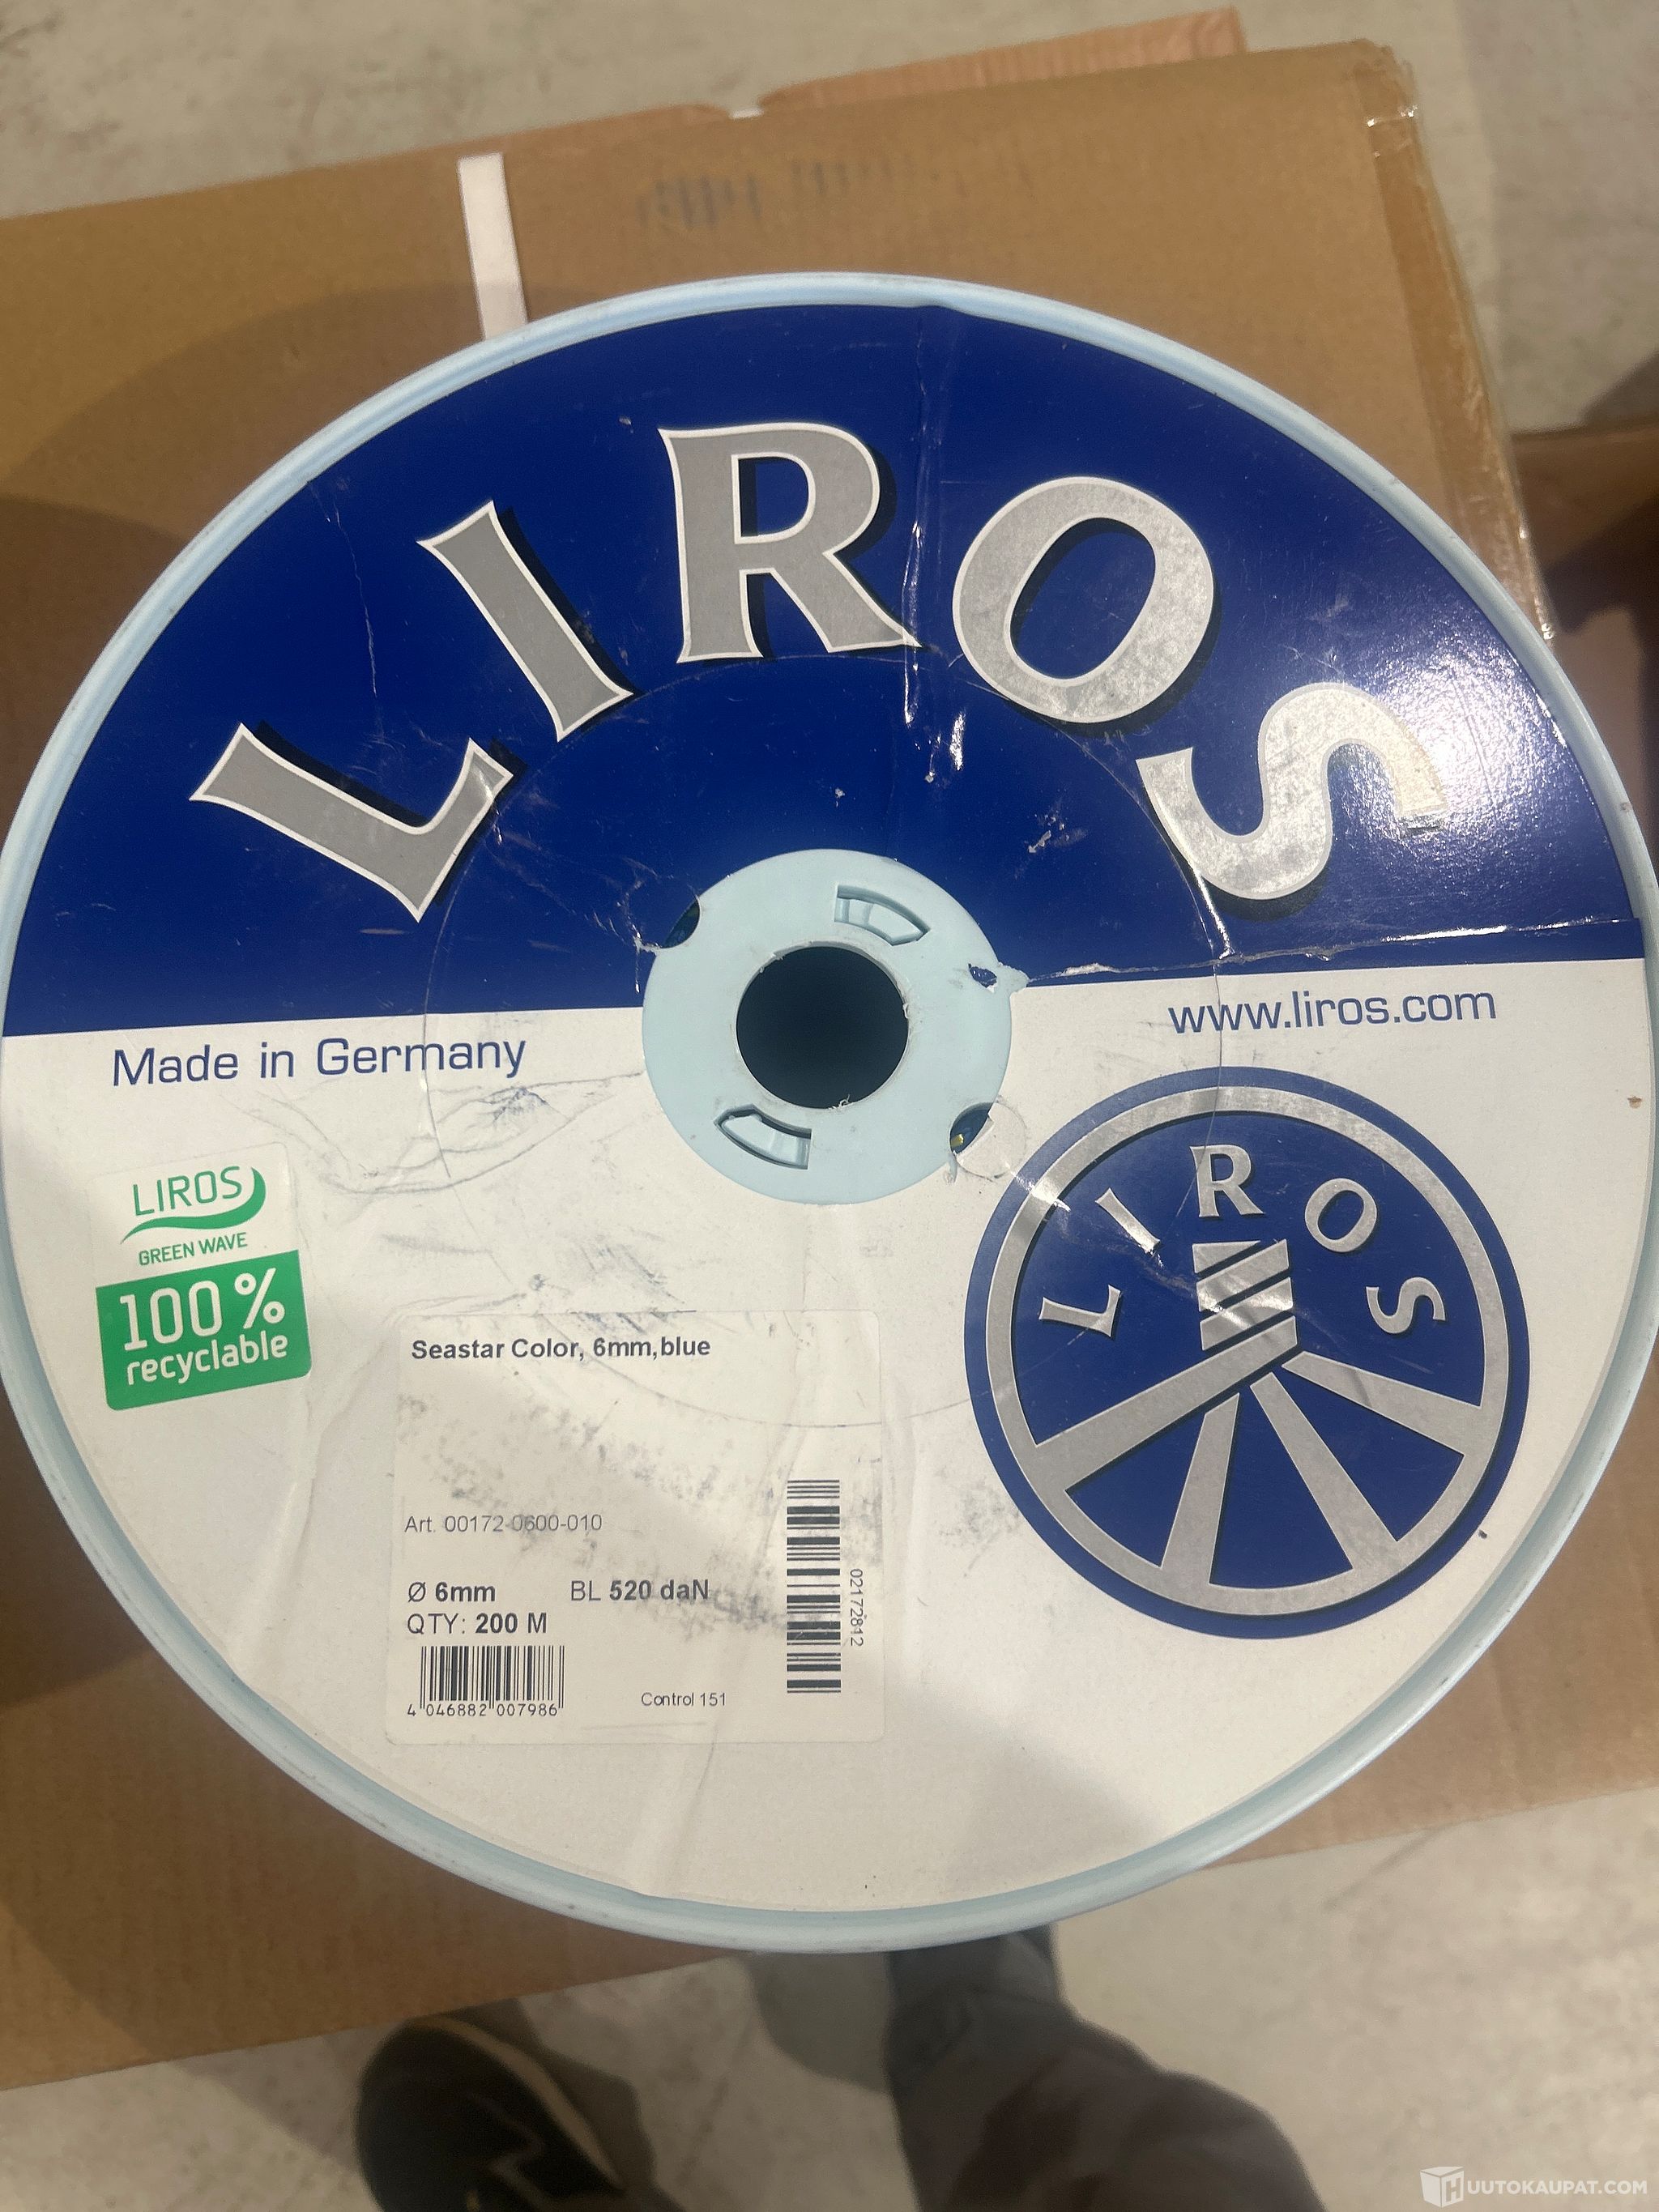 LIROS
Made in Germany
www.liros.com
LIROS
GREEN WAVE
100%
recyclable
LIROS
Seastar Color, 6mm,blue
Art. 00172-0600-010
Ø 6mm BL 520 daN
QTY: 200 M
02172812
4 046882 007986
Control 151
HUUTOKAUPAT.COM